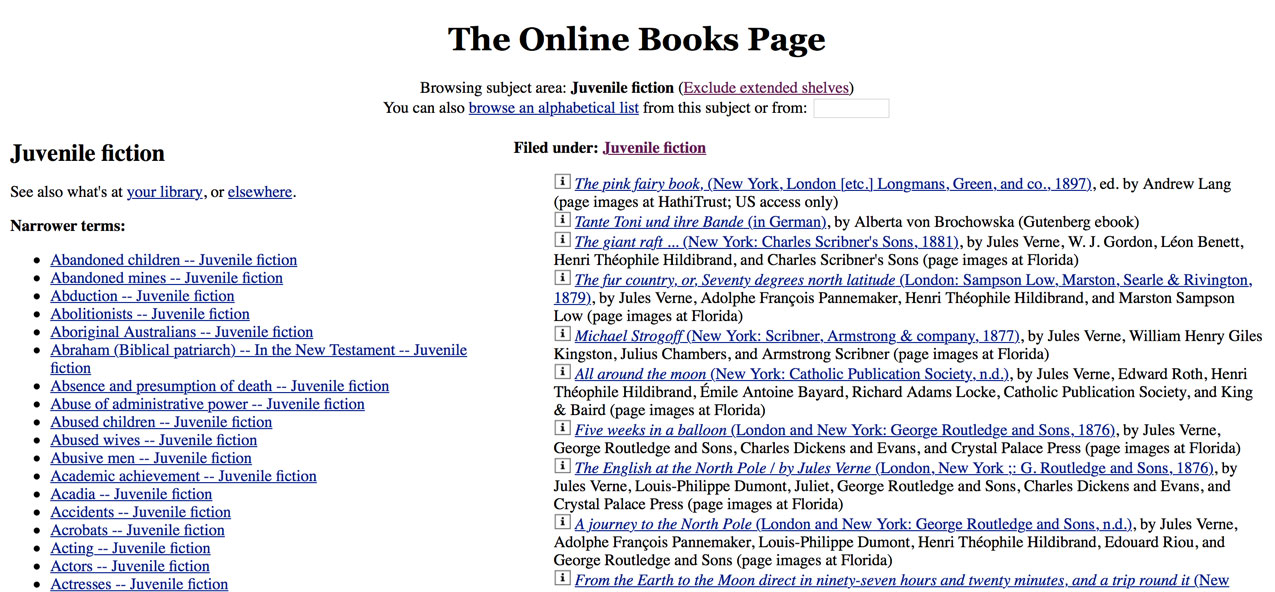 The Online Books Page
Browsing subject area: Juvenile fiction (Exclude extended shelves)
You can also browse an alphabetical list from this subject or from:
Juvenile fiction
See also what's at your library, or elsewhere.
Narrower terms:
Abandoned children -- Juvenile fiction
Abandoned mines -- Juvenile fiction
Abduction -- Juvenile fiction
Abolitionists -- Juvenile fiction
Aboriginal Australians -- Juvenile fiction
Abraham (Biblical patriarch) -- In the New Testament -- Juvenile
fiction
Absence and presumption of death -- Juvenile fiction
Abuse of administrative power -- Juvenile fiction
Abused children -- Juvenile fiction
Abused wives -- Juvenile fiction
Abusive men -- Juvenile fiction
Academic achievement -- Juvenile fiction
Acadia -- Juvenile fiction
Accidents -- Juvenile fiction
Acrobats -- Juvenile fiction
Acting -- Juvenile fiction
Actors -- Juvenile fiction
Actresses -- Juvenile fiction
Filed under: Juvenile fiction
The pink fairy book, (New York, London [etc.] Longmans, Green, and co., 1897), ed. by Andrew Lang
(page images at HathiTrust; US access only)
Tante Toni und ihre Bande (in German), by Alberta von Brochowska (Gutenberg ebook)
The giant raft ... (New York: Charles Scribner's Sons, 1881), by Jules Verne, W. J. Gordon, Léon Benett,
Henri Théophile Hildibrand, and Charles Scribner's Sons (page images at Florida)
The fur country, or, Seventy degrees north latitude (London: Sampson Low, Marston, Searle & Rivington,
1879), by Jules Verne, Adolphe François Pannemaker, Henri Théophile Hildibrand, and Marston Sampson
Low (page images at Florida)
Michael Strogoff (New York: Scribner, Armstrong & company, 1877), by Jules Verne, William Henry Giles
Kingston, Julius Chambers, and Armstrong Scribner (page images at Florida)
All around the moon (New York: Catholic Publication Society, n.d.), by Jules Verne, Edward Roth, Henri
Théophile Hildibrand, Émile Antoine Bayard, Richard Adams Locke, Catholic Publication Society, and King
& Baird (page images at Florida)
Five weeks in a balloon (London and New York: George Routledge and Sons, 1876), by Jules Verne,
George Routledge and Sons, Charles Dickens and Evans, and Crystal Palace Press (page images at Florida)
The English at the North Pole / by Jules Verne (London, New York ;: G. Routledge and Sons, 1876), by
Jules Verne, Louis-Philippe Dumont, Juliet, George Routledge and Sons, Charles Dickens and Evans, and
Crystal Palace Press (page images at Florida)
A journey to the North Pole (London and New York: George Routledge and Sons, n.d.), by Jules Verne,
Adolphe François Pannemaker, Louis-Philippe Dumont, Henri Théophile Hildibrand, Edouard Riou, and
George Routledge and Sons (page images at Florida)
From the Earth to the Moon direct in ninety-seven hours and twenty minutes, and a trip round it (New